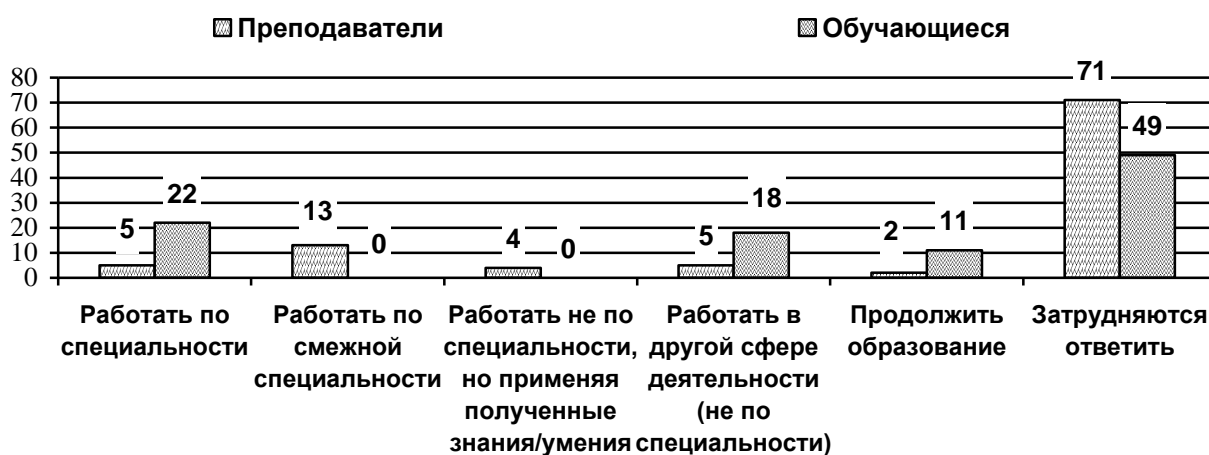 Преподаватели Обучающиеся
80
70
60
50
40
30
20
10
0
5 22 13 0 4 0 5 18 2 11 71 49
Работать по
специальности
Работать по
смежной
специальности
Работать не по
специальности,
но применяя
полученные
знания/умения
Работать в
другой сфере
деятельности
(не по
специальности)
Продолжить
образование
Затрудняются
ответить